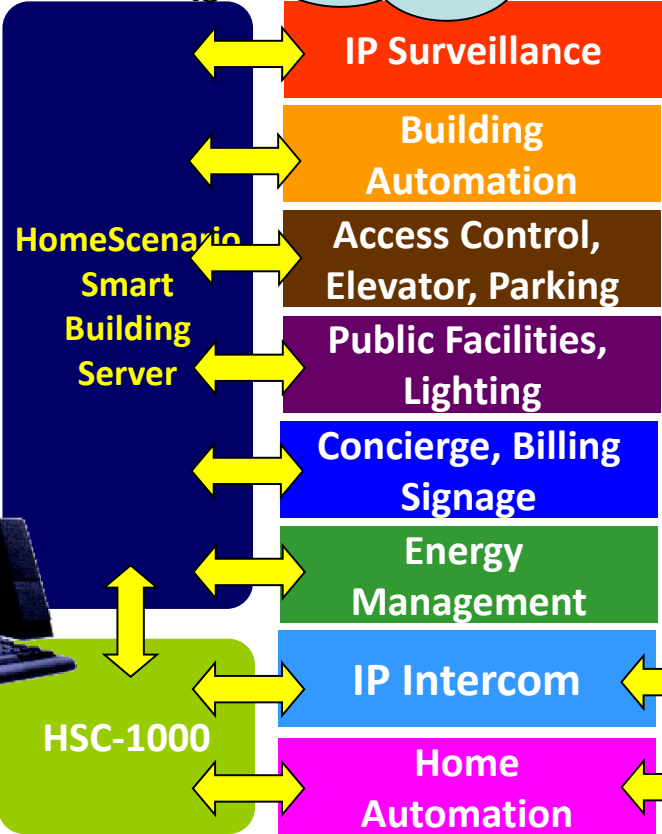 IP Surveillance
Building
Automation
HomeScenario
Smart
Building
Server
Access Control,
Elevator, Parking
Public Facilities,
Lighting
Concierge, Billing
Signage
Energy
Management
IP Intercom
HSC-1000
Home
Automation